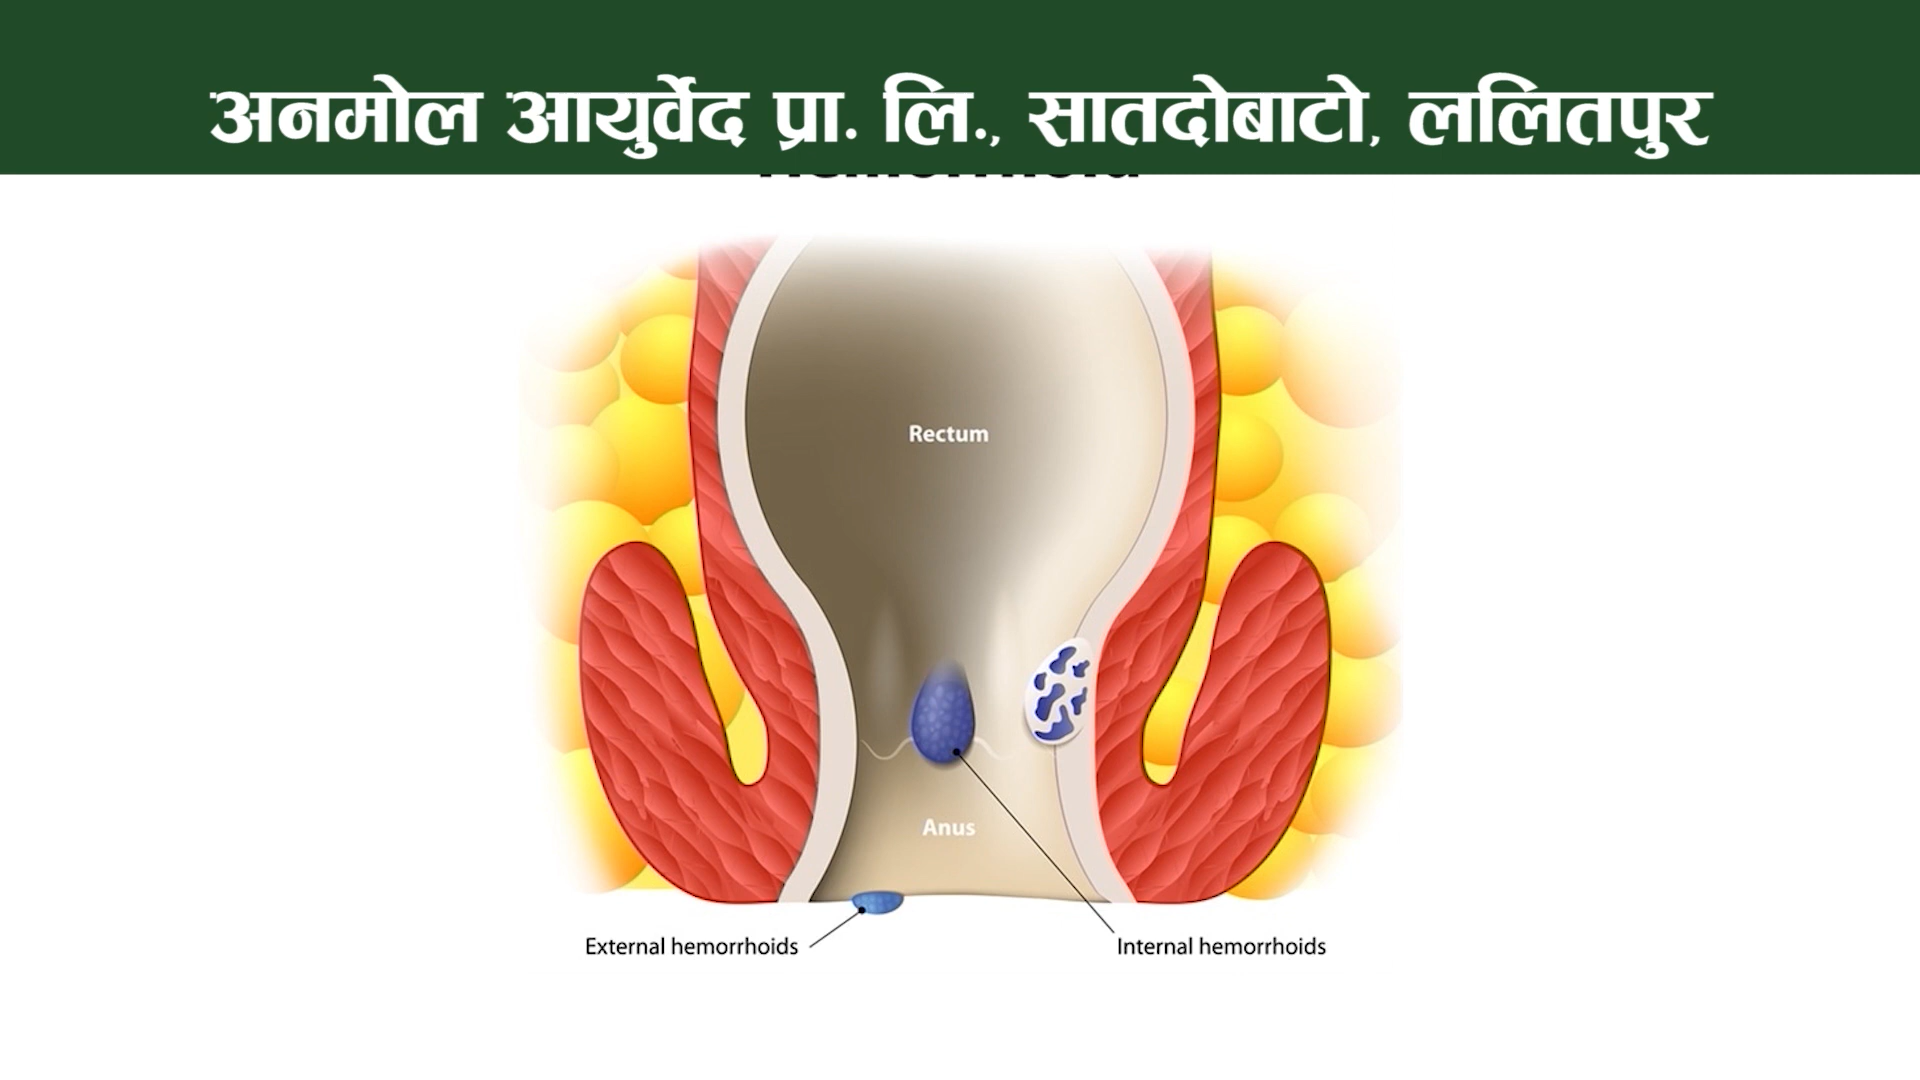 अनमोल आयुर्वेद प्रा. लि., सातदोबाटो, ललितपुर
Rectum
Anus
External hemorrhoids
Internal hemorrhoids